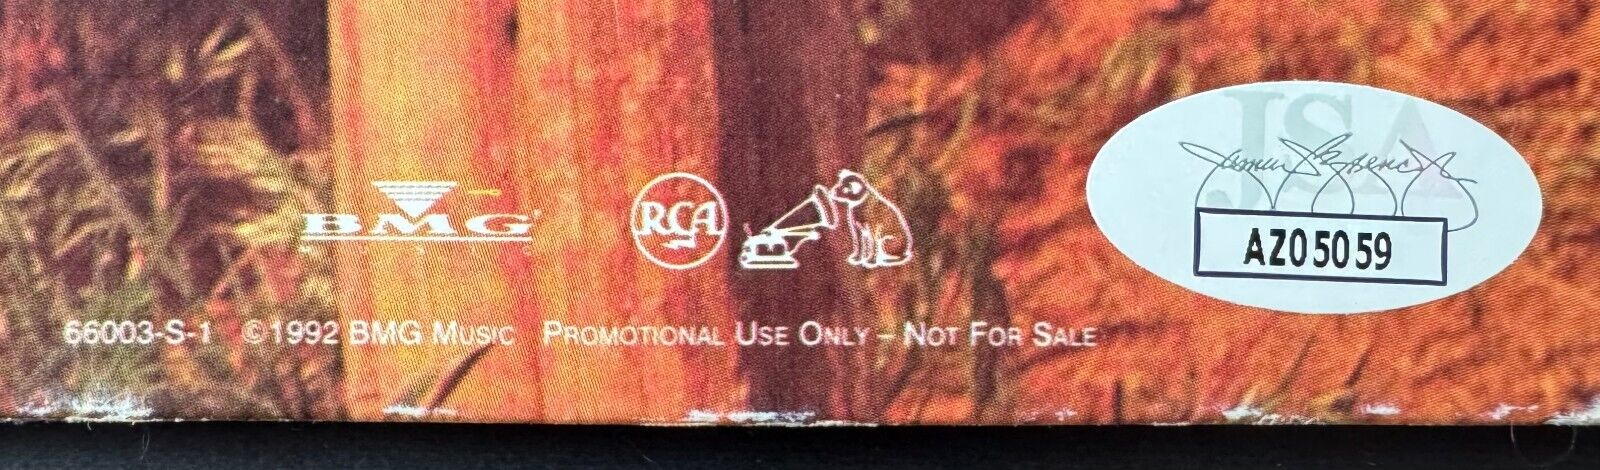 BMG
RCA
JSA
AZ05059
66003-S-1 ©1992 BMG MUSIC PROMOTIONAL USE ONLY – NOT FOR SALE